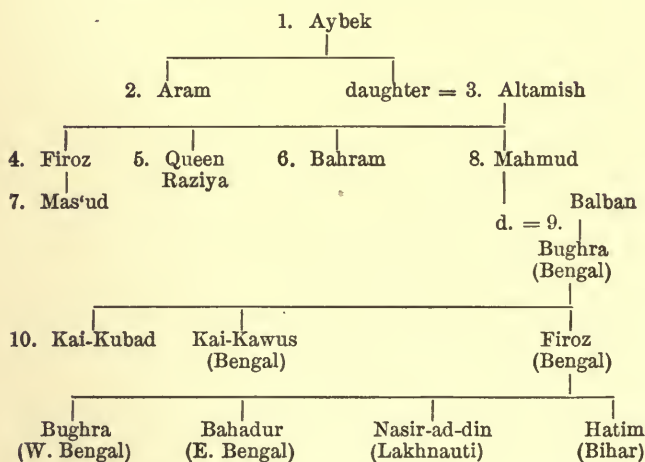 1. Aybek
2. Aram daughter = 3. Altamish
4. Firoz 5. Queen Raziya 6. Bahram 8. Mahmud
7. Mas‘ud
Balban
d. = 9.
Bughra
(Bengal)
10. Kai-Kubad Kai-Kawus Firoz
(Bengal) (Bengal)
Bughra Bahadur Nasir-ad-din Hatim
(W. Bengal) (E. Bengal) (Lakhnauti) (Bihar)